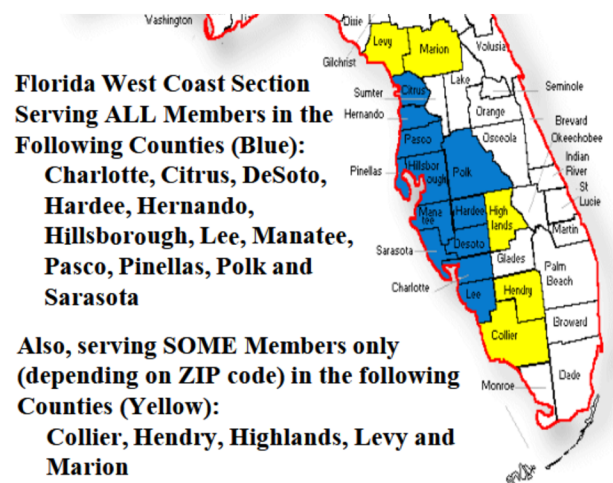 Washington
Dixie
Levy
Marion
Volusia
Gilchrist
Florida West Coast Section
Serving ALL Members in the
Following Counties (Blue):
Charlotte, Citrus, DeSoto,
Hardee, Hernando,
Hillsborough, Lee, Manatee,
Pasco, Pinellas, Polk and
Sarasota
Also, serving SOME Members only
(depending on ZIP code) in the following
Counties (Yellow):
Collier, Hendry, Highlands, Levy and
Marion
Sumter
Citrus
Lake
Seminole
Hernando
Orange
Brevard
Pasco
Osceola
Okeechobee
Indian
River
Pinellas
Hillsbor
ough
Polk
St
Lucie
Mana
tee
Hardee
High
lands
Martin
Sarasota
Desoto
Glades
Palm
Beach
Charlotte
Lee
Hendry
Broward
Collier
Monroe
Dade